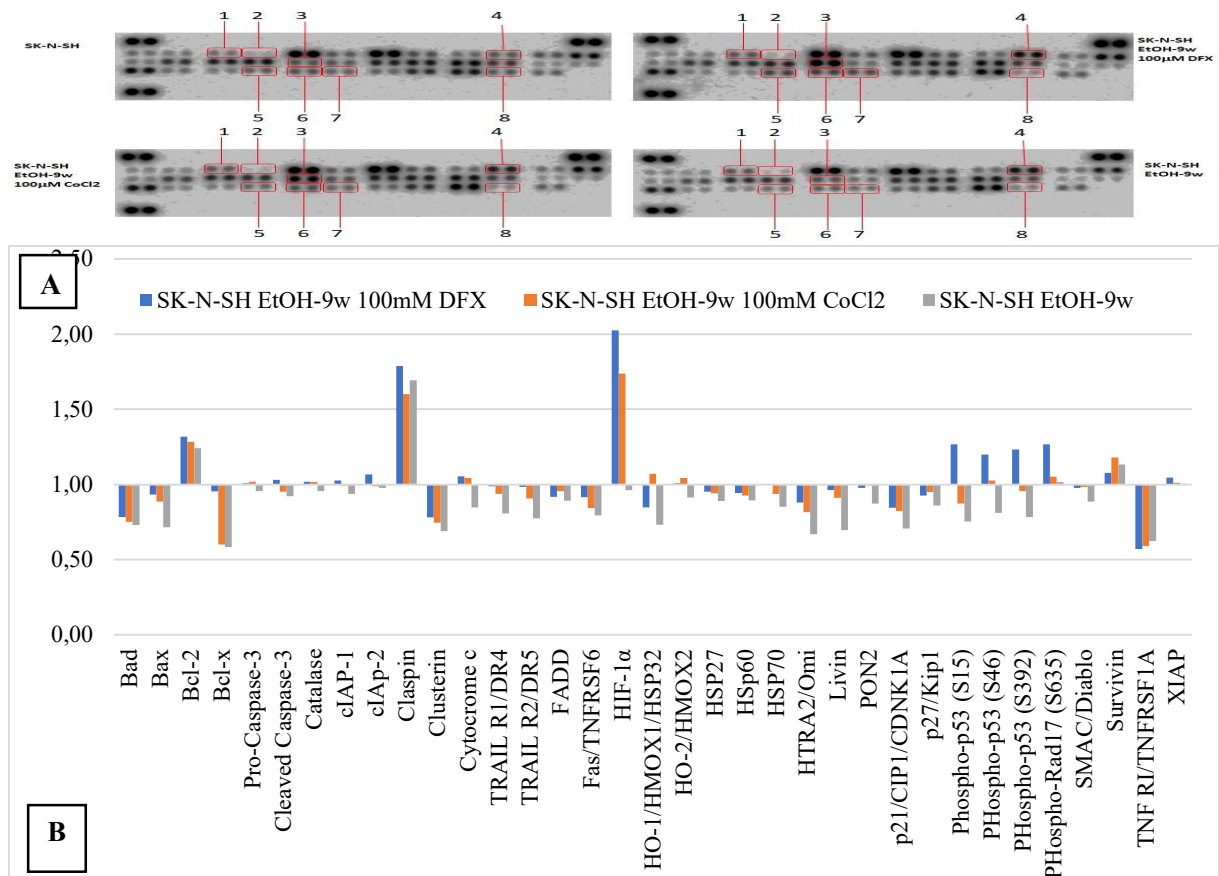 1 2 3 4
SK-N-SH
5 6 7 8
1 2 3 4
SK-N-SH
EtOH-9w
100µM DFX
5 6 7 8
1 2 3 4
SK-N-SH
EtOH-9w
100µM CoCl2
5 6 7 8
1 2 3 4
SK-N-SH
EtOH-9w
5 6 7 8
A
2,50
SK-N-SH EtOH-9w 100mM DFX
SK-N-SH EtOH-9w 100mM CoCl2
SK-N-SH EtOH-9w
2,00
1,50
1,00
0,50
0,00
Bad
Bax
Bcl-2
Bcl-x
Pro-Caspase-3
Cleaved Caspase-3
Catalase
cIAP-1
cIAp-2
Claspin
Clusterin
Cytocrome c
TRAIL R1/DR4
TRAIL R2/DR5
FADD
Fas/TNFRSF6
HIF-1α
HO-1/HMOX1/HSP32
HO-2/HMOX2
HSP27
HSp60
HSP70
HTRA2/Omi
Livin
PON2
p21/CIP1/CDNK1A
p27/Kip1
Phospho-p53 (S15)
PHospho-p53 (S46)
PHospho-p53 (S392)
PHospho-Rad17 (S635)
SMAC/Diablo
Survivin
TNF RI/TNFRSF1A
XIAP
B